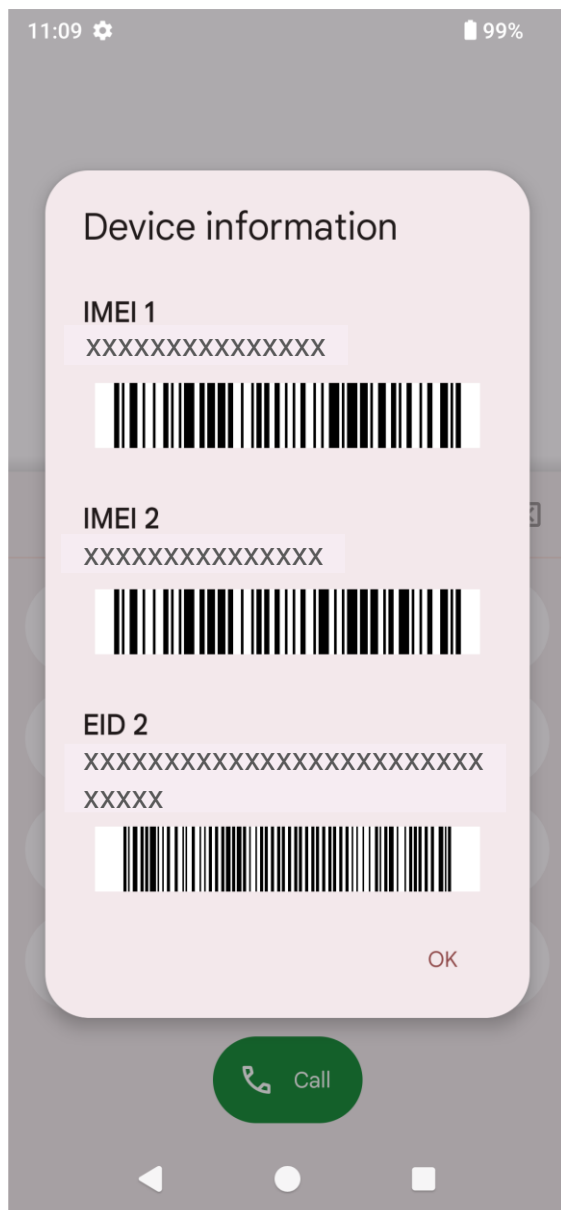 11:09
99%
Device information
IMEI 1
XXXXXXXXXXXXXXX
IMEI 2
XXXXXXXXXXXXXXX
EID 2
XXXXXXXXXXXXXXXXXXXXXXXXX
XXXXX
OK
Call